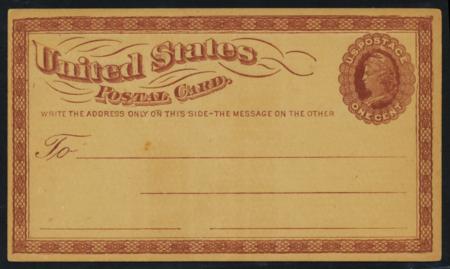 United States
POSTAL CARD.
WRITE THE ADDRESS ONLY ON THIS SIDE-THE MESSAGE ON THE OTHER
To
U.S. POSTAGE
ONE CENT